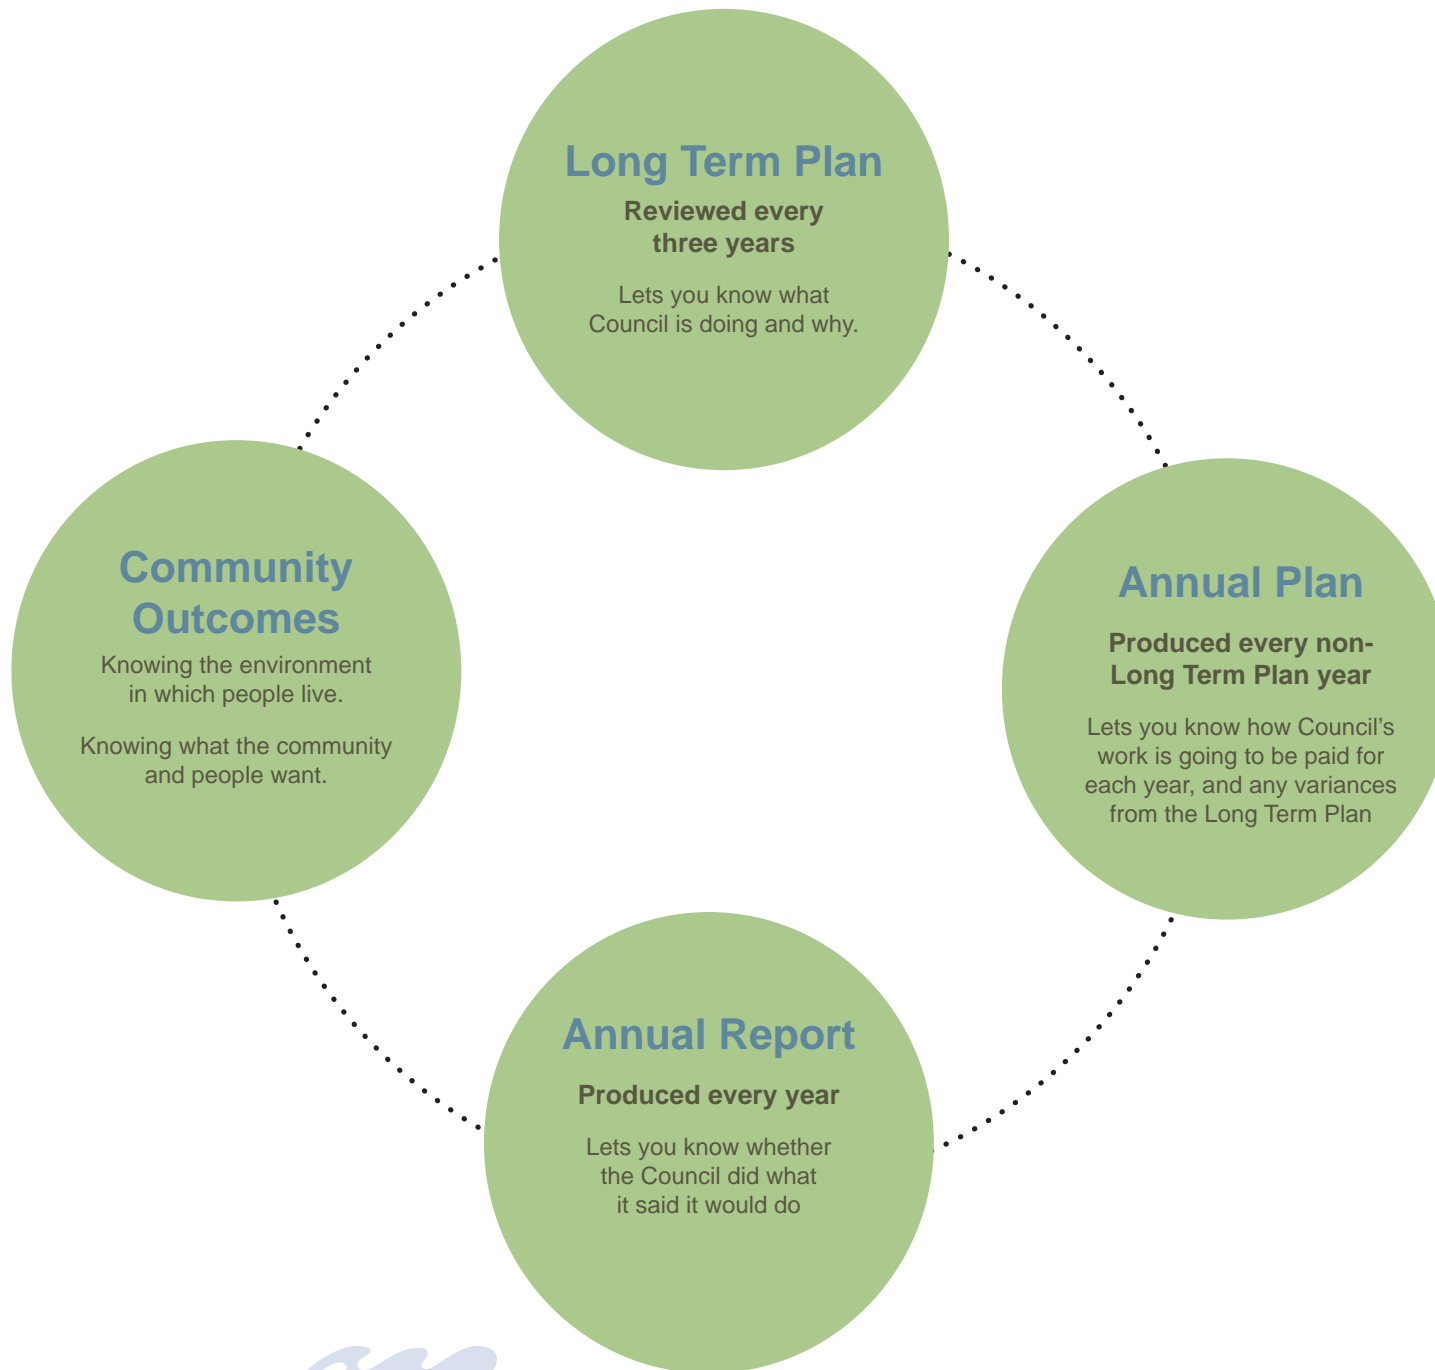 Long Term Plan
Reviewed every
three years
Lets you know what
Council is doing and why.
Community
Outcomes
Knowing the environment
in which people live.
Knowing what the community
and people want.
Annual Plan
Produced every non-
Long Term Plan year
Lets you know how Council’s
work is going to be paid for
each year, and any variances
from the Long Term Plan
Annual Report
Produced every year
Lets you know whether
the Council did what
it said it would do